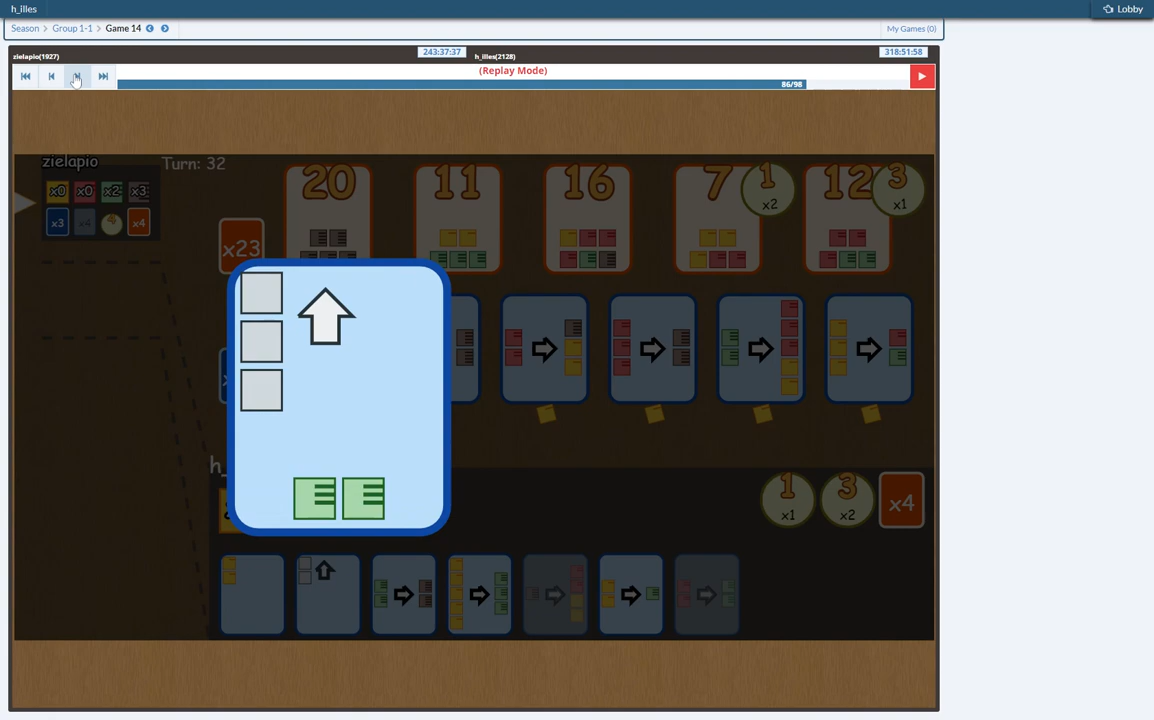 h_illes
Lobby
Season > Group 1-1 > Game 14
My Games (0)
zielapio(1927)
243:37:37
h_illes(2128)
318:51:58
(Replay Mode)
86/98
zielapio
Turn: 32
x0 x0 x2 x3
x3 x4 x4
20
11
16
7
1
x2
12
3
x1
x23
h_
1
x1
3
x2
x4